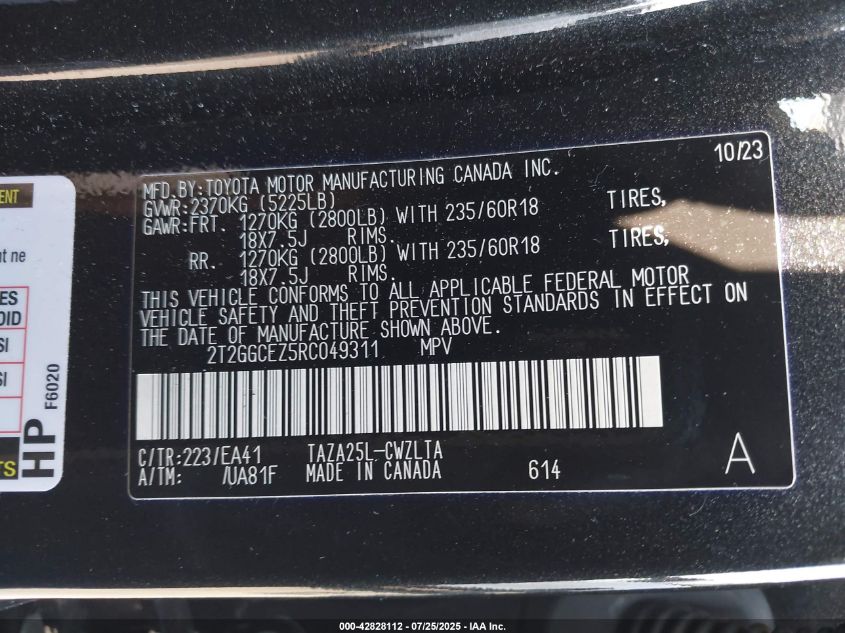 10/23
MFD.BY:TOYOTA MOTOR MANUFACTURING CANADA INC.
GVWR:2370KG (5225LB)
GAWR:FRT. 1270KG (2800LB) WITH 235/60R18 TIRES,
18X7.5J RIMS.
RR. 1270KG (2800LB) WITH 235/60R18 TIRES,
18X7.5J RIMS.
THIS VEHICLE CONFORMS TO ALL APPLICABLE FEDERAL MOTOR
VEHICLE SAFETY AND THEFT PREVENTION STANDARDS IN EFFECT ON
THE DATE OF MANUFACTURE SHOWN ABOVE.
2T2GGCEZ5RC049311 MPV
C/TR:223/EA41 TAZA25L-CWZLTA
A/TM: /UA81F MADE IN CANADA 614 A
HP F6020
000-42828112 - 07/25/2025 - IAA Inc.